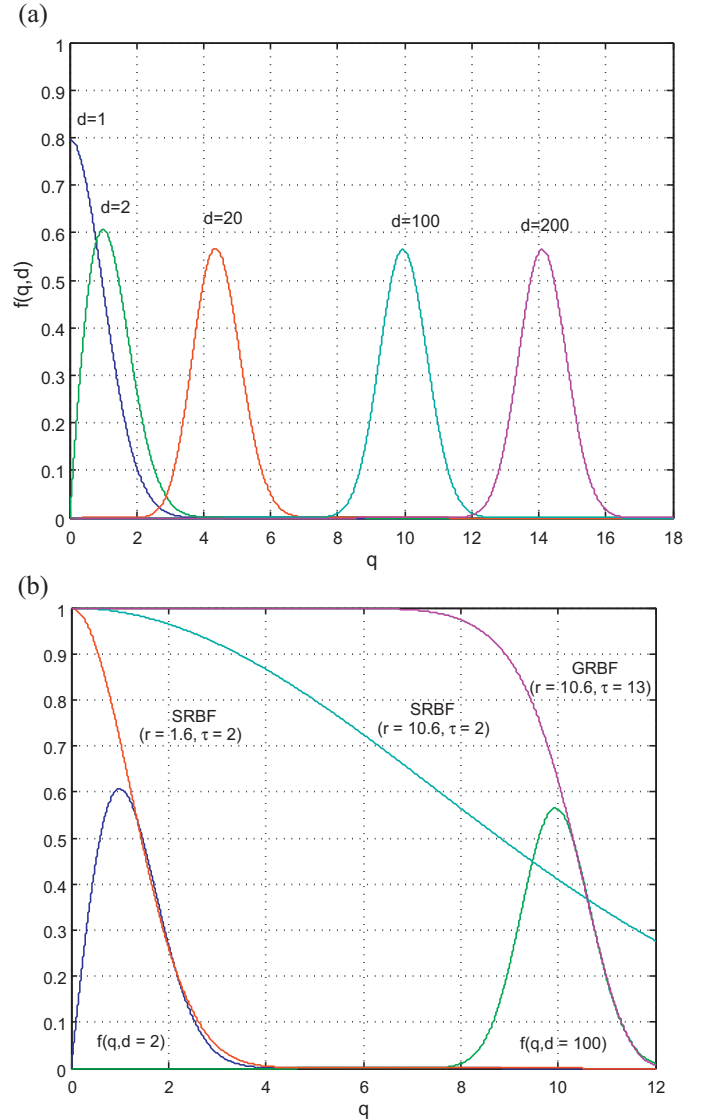 (a)
1
0.9
0.8
0.7
0.6
0.5
0.4
0.3
0.2
0.1
0
f(q,d)
d=1
d=2
d=20
d=100
d=200
0 2 4 6 8 10 12 14 16 18
q
(b)
1
0.9
0.8
0.7
0.6
0.5
0.4
0.3
0.2
0.1
0
GRBF
(r = 10.6, τ = 13)
SRBF
(r = 1.6, τ = 2)
SRBF
(r = 10.6, τ = 2)
f(q,d = 2)
f(q,d = 100)
0 2 4 6 8 10 12
q